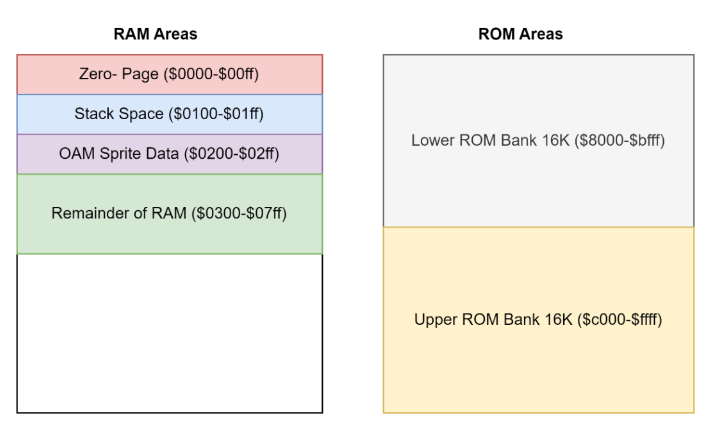 RAM Areas
Zero- Page ($0000-$00ff)
Stack Space ($0100-$01ff)
OAM Sprite Data ($0200-$02ff)
Remainder of RAM ($0300-$07ff)
ROM Areas
Lower ROM Bank 16K ($8000-$bfff)
Upper ROM Bank 16K ($c000-$ffff)